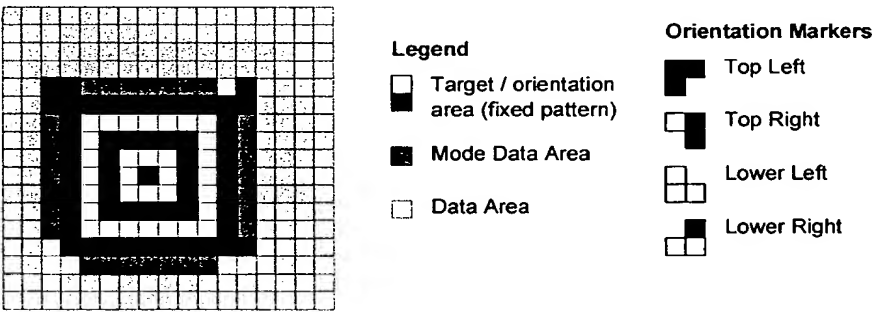 Legend
Target / orientation
area (fixed pattern)
Mode Data Area
Data Area
Orientation Markers
Top Left
Top Right
Lower Left
Lower Right